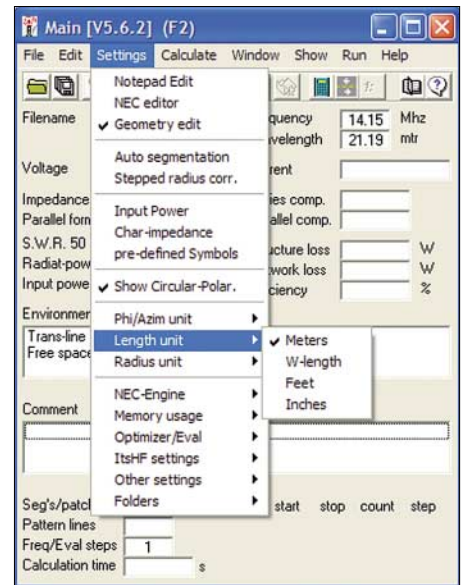 Main [V5.6.2] (F2)
File Edit Settings Calculate Window Show Run Help
Filename
Voltage
Impedance
Parallel form
S.W.R. 50
Radiat-pow
Input powe
Environmen
Trans-line
Free space
Comment
Seg's/patch
Pattern lines
Freq/Eval steps 1
Calculation time s
Notepad Edit
NEC editor
Geometry edit
Auto segmentation
Stepped radius corr.
Input Power
Char-impedance
pre-defined Symbols
Show Circular-Polar.
Phi/Azim unit
Length unit
Radius unit
NEC-Engine
Memory usage
Optimizer/Eval
ItsHF settings
Other settings
Folders
Meters
W-length
Feet
Inches
quency 14.15 Mhz
velength 21.19 mtr
rent
ies comp.
allel comp.
ucture loss W
work loss W
ciency %
start stop count step